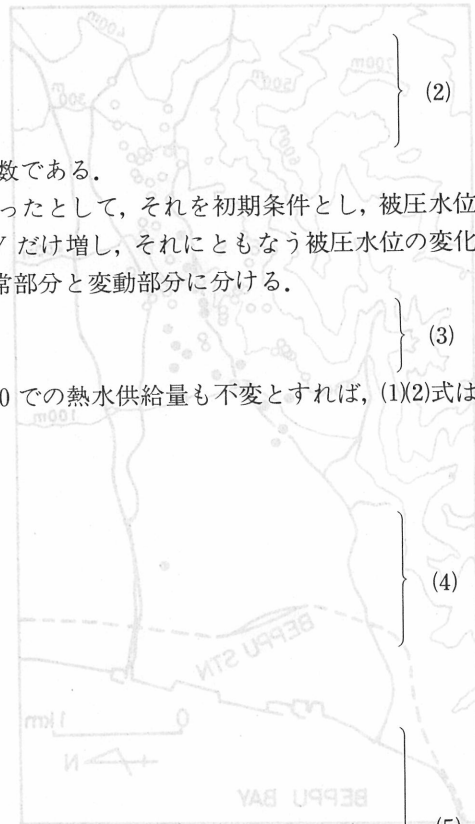 (2)
数である.
ったとして, それを初期条件とし, 被圧水位
だけ増し, それにともなう被圧水位の変化
常部分と変動部分に分ける.
(3)
0 での熱水供給量も不変とすれば, (1)(2)式は
(4)
BEPPU STN
0 1km
N
BEPPU BAY
(5)
400m
300m
500m
600m
700m
100m